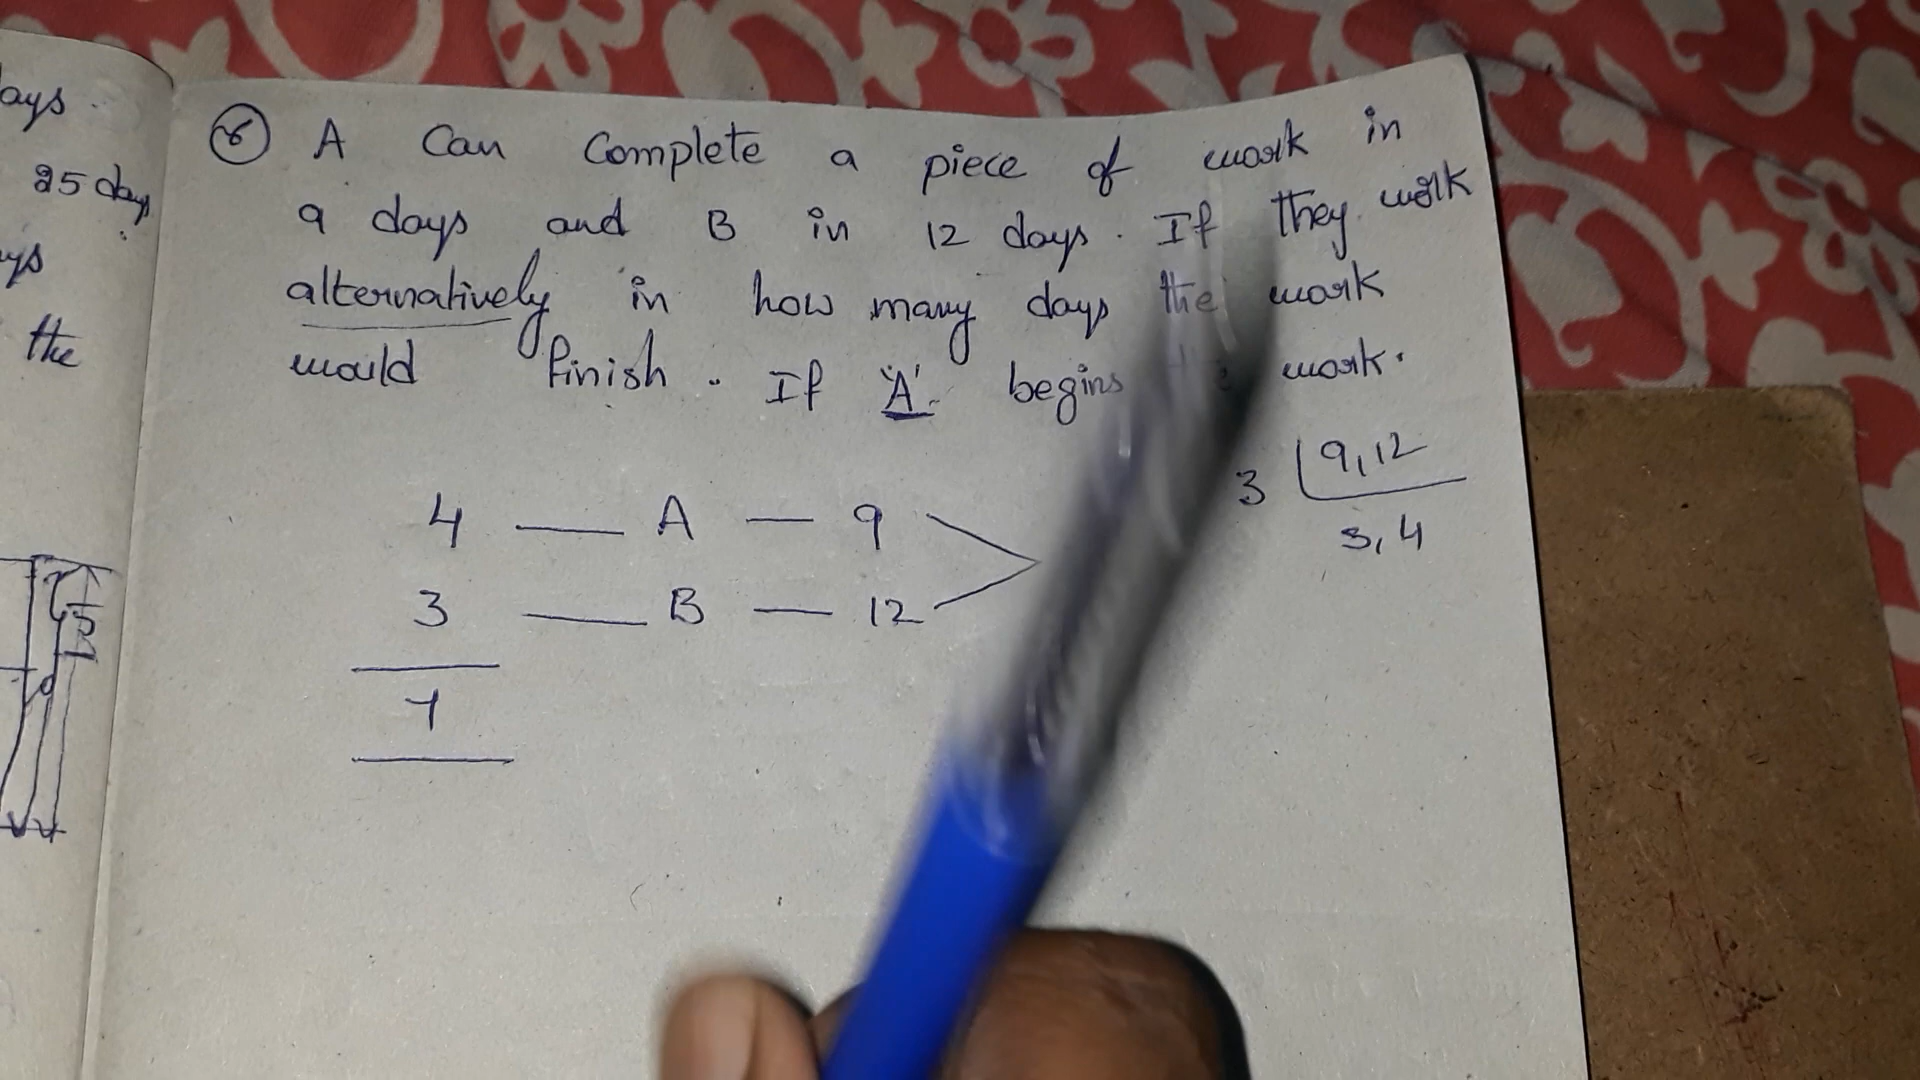 ays.
25 days
ys
the
8 A can complete a piece of work in
9 days and B in 12 days. If they work
alternatively in how many days the work
would finish. If 'A' begins work.
3 9,12
3,4
4 — A — 9
3 — B — 12
7